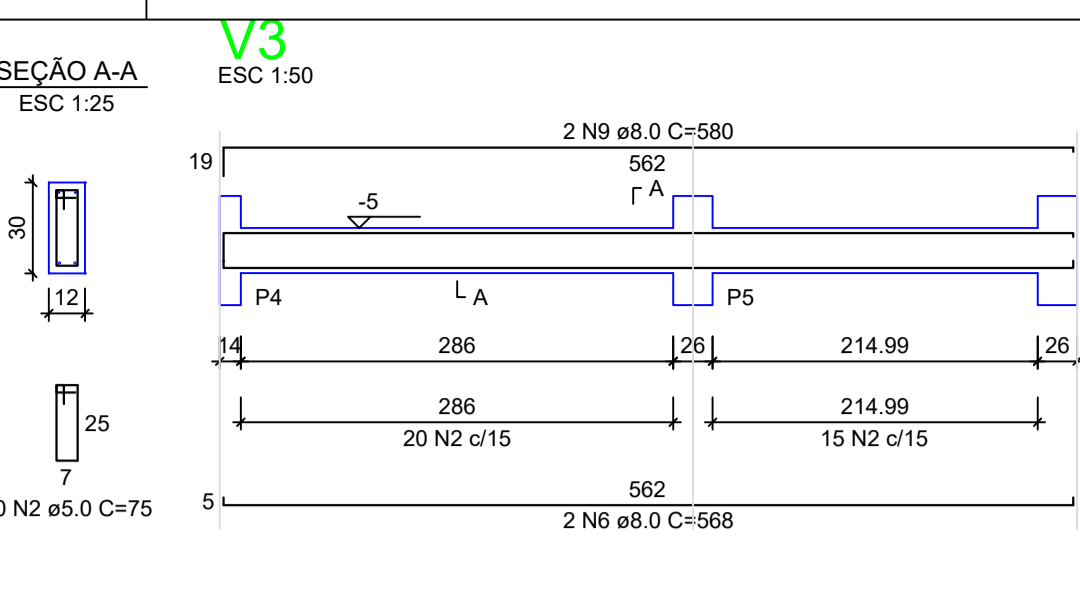 V3
ESC 1:50
SEÇÃO A-A
ESC 1:25
2 N9 ø8.0 C=580
19
562
A
-5
30
12
A
P4
P5
14
286
26
214.99
26
286
214.99
20 N2 c/15
15 N2 c/15
25
7
N2 ø5.0 C=75
5
562
2 N6 ø8.0 C=568